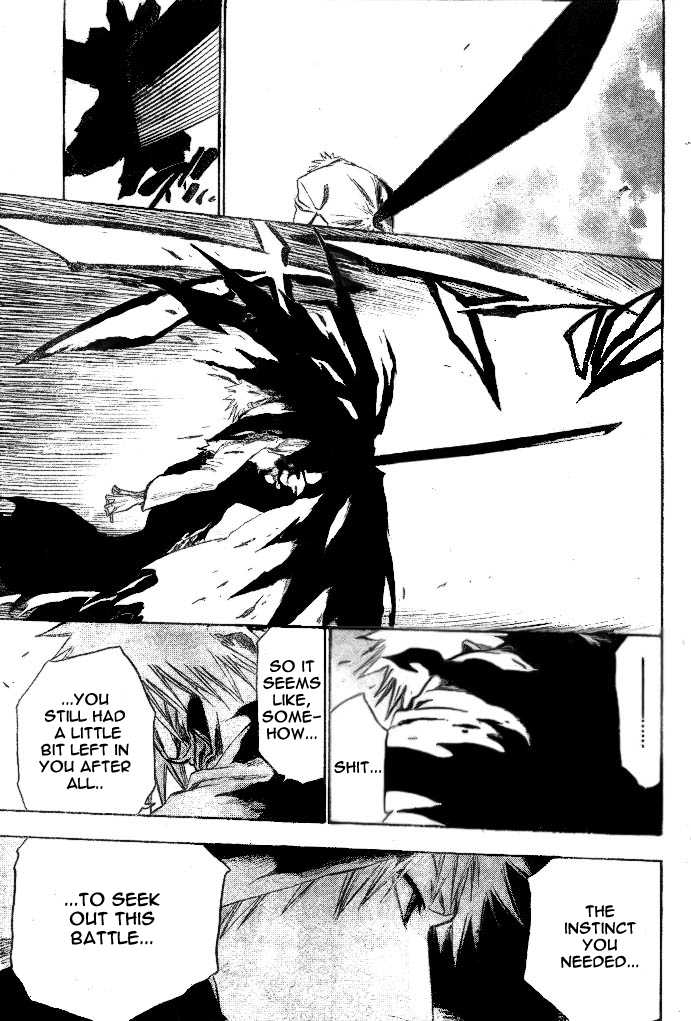 ..........
SHIT...
SO IT
SEEMS
LIKE,
SOME-
HOW...
...YOU
STILL HAD
A LITTLE
BIT LEFT IN
YOU AFTER
ALL..
THE
INSTINCT
YOU
NEEDED...
...TO SEEK
OUT THIS
BATTLE...